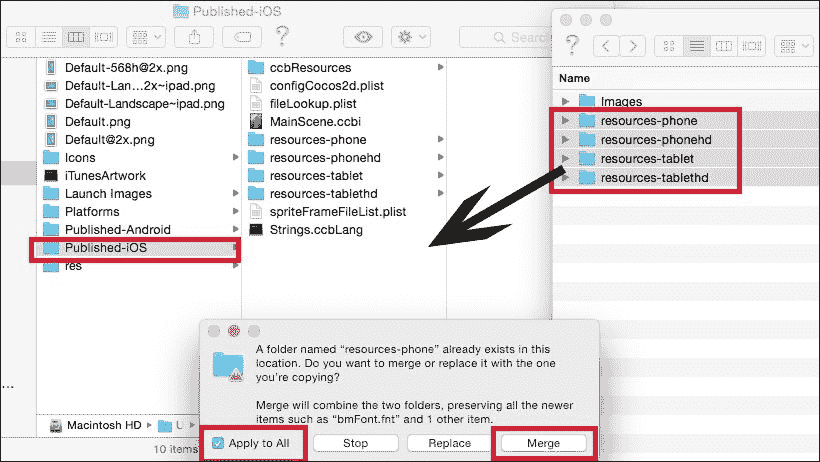 Published-iOS
Search
Default-568h@2x.png
Default-Lan...2x~ipad.png
Default-Landscape~ipad.png
Default.png
Default@2x.png
Icons
iTunesArtwork
Launch Images
Platforms
Published-Android
Published-iOS
res
ccbResources
configCocos2d.plist
fileLookup.plist
MainScene.ccbi
resources-phone
resources-phonehd
resources-tablet
resources-tablethd
spriteFrameFileList.plist
Strings.ccbLang
Name
Images
resources-phone
resources-phonehd
resources-tablet
resources-tablethd
A folder named “resources-phone” already exists in this
location. Do you want to merge or replace it with the one
you’re copying?
Merge will combine the two folders, preserving all the newer
items such as “bmFont.fnt” and 1 other item.
Apply to All
Stop
Replace
Merge
...
Macintosh HD
U
10 items